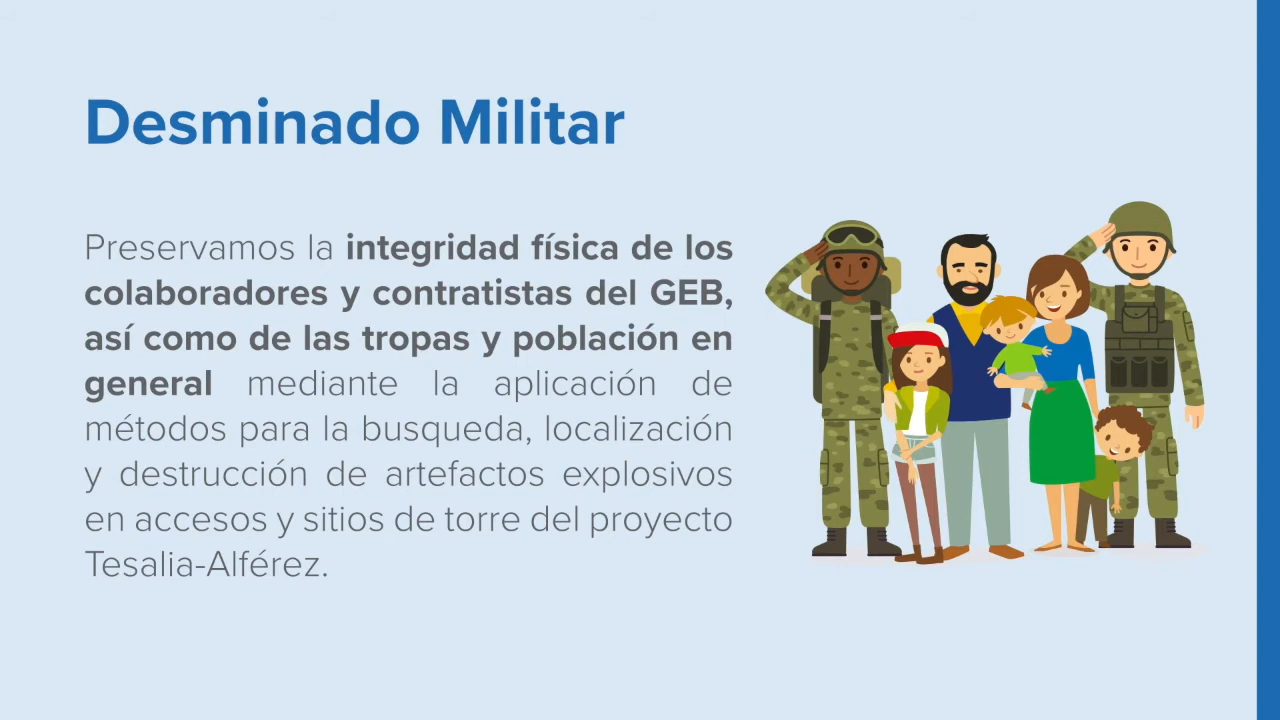 Desminado Militar
Preservamos la integridad física de los
colaboradores y contratistas del GEB,
así como de las tropas y población en
general mediante la aplicación de
métodos para la busqueda, localización
y destrucción de artefactos explosivos
en accesos y sitios de torre del proyecto
Tesalia-Alférez.